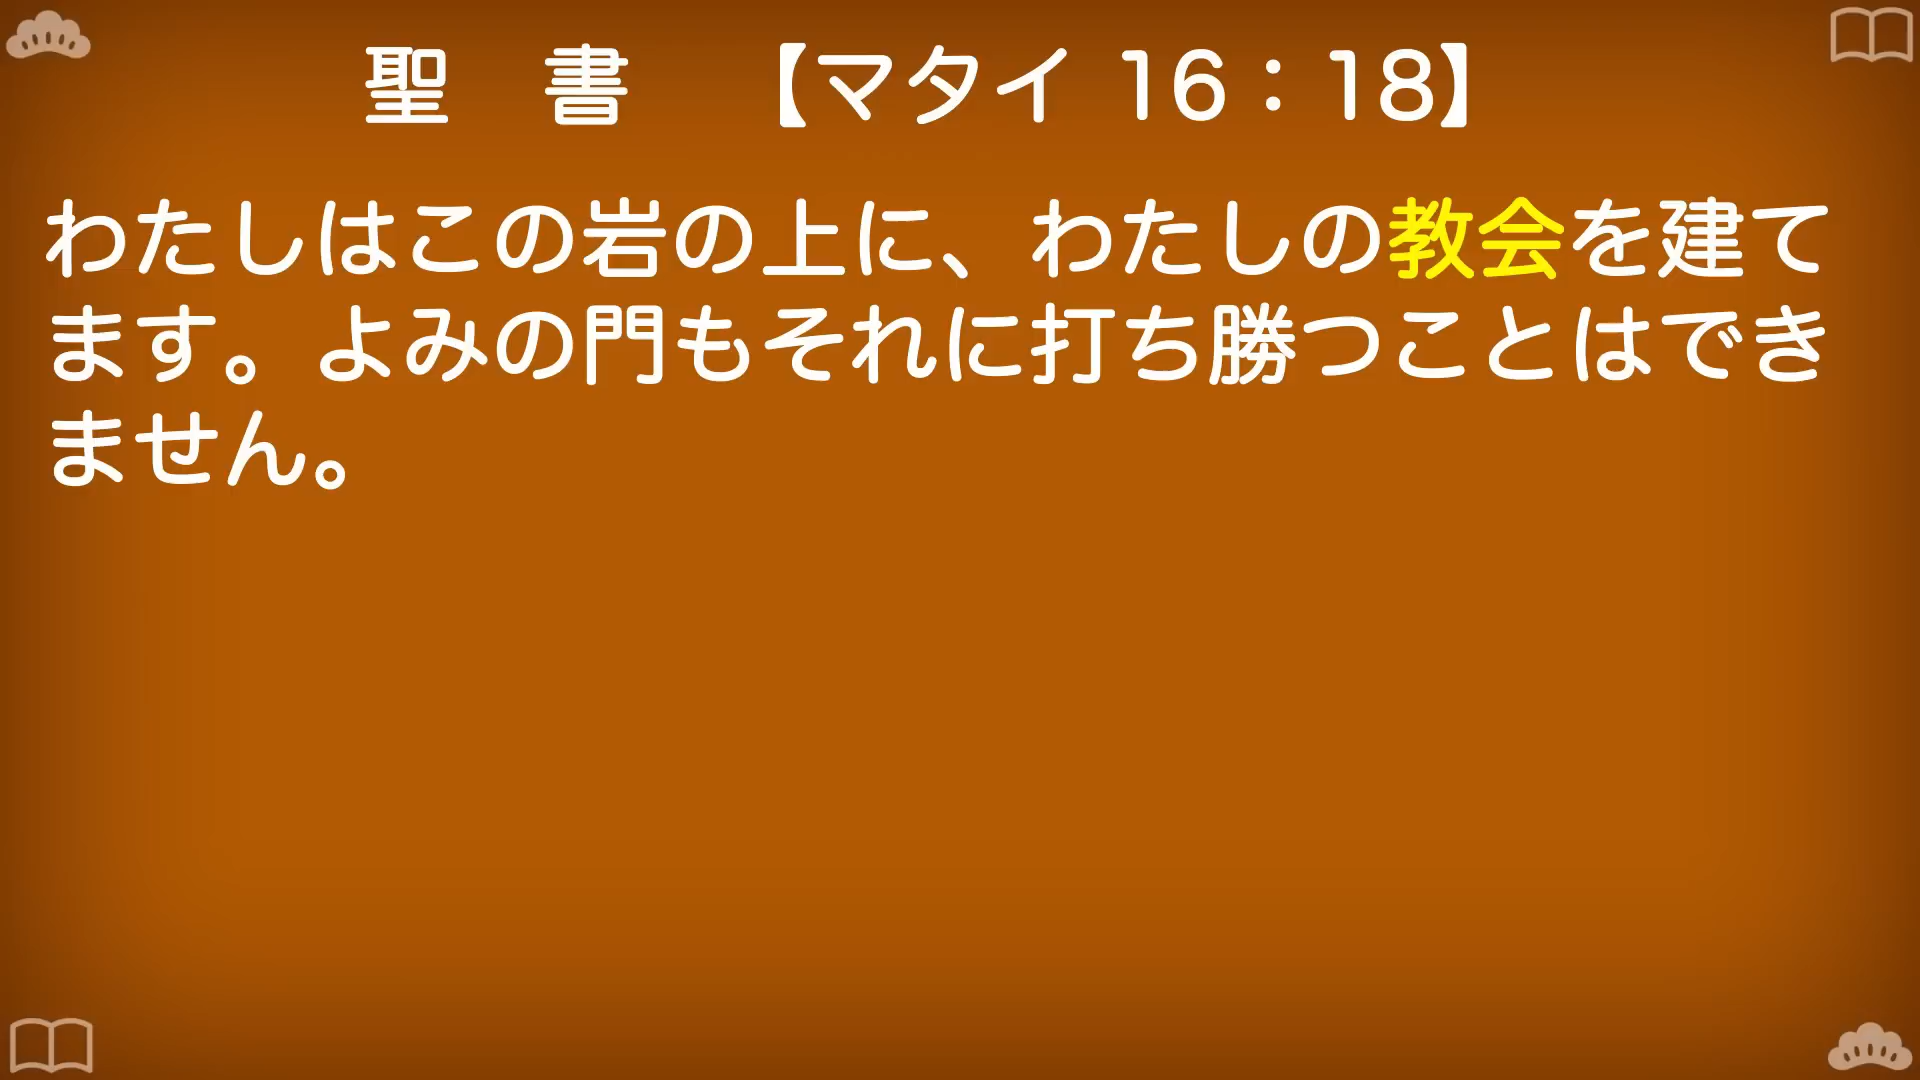 聖　書　【マタイ 16：18】
わたしはこの岩の上に、わたしの教会を建て
ます。よみの門もそれに打ち勝つことはでき
ません。